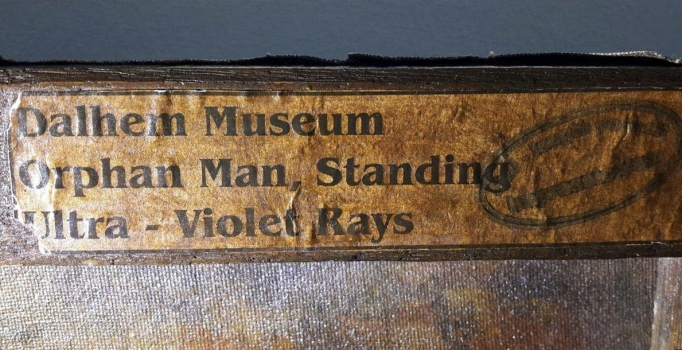 Dalhem Museum
Orphan Man, Standing
Ultra - Violet Rays